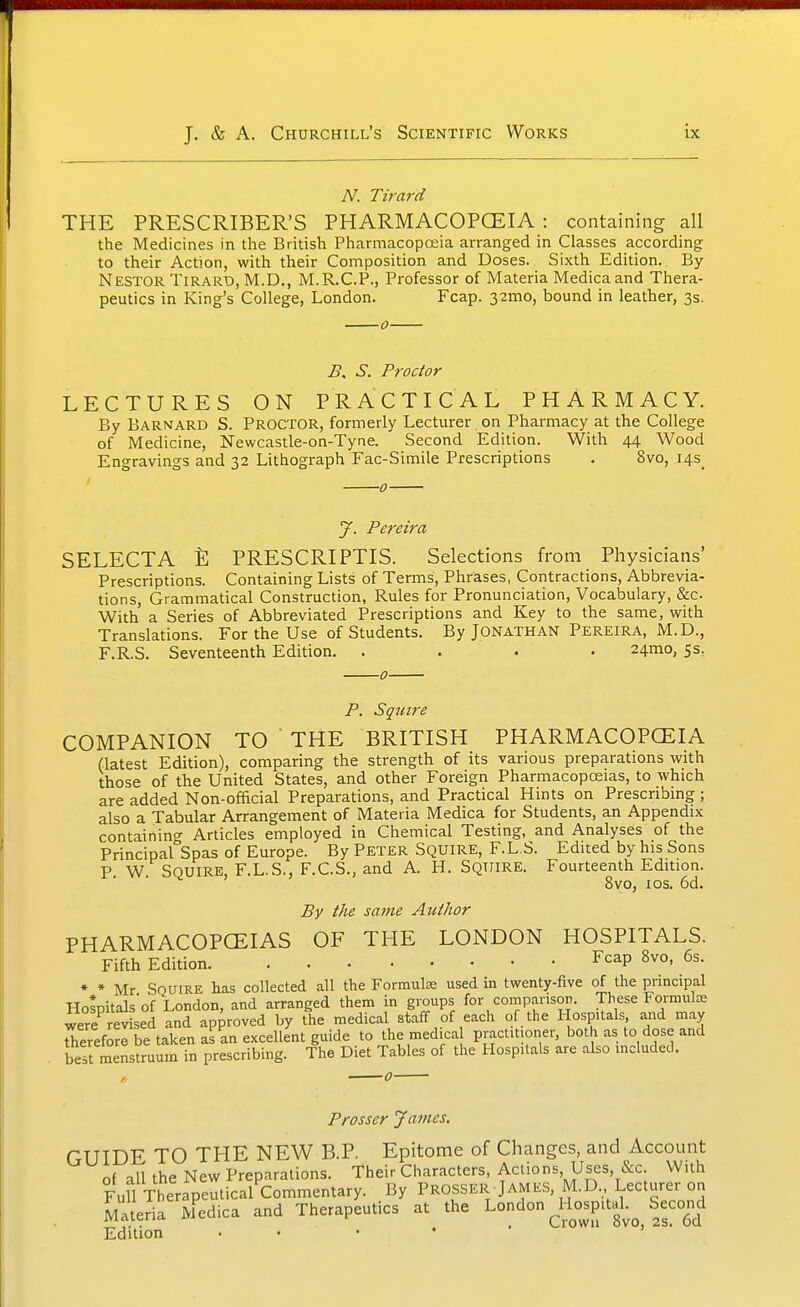 J. & A. Churchill's Scientific Works ix
N. Tirard
THE PRESCRIBER'S PHARMACOPŒIA : containing all
the Medicines in the British Pharmacopœia arranged in Classes according
to their Action, with their Composition and Doses. Sixth Edition. By
Nestor Tirard, M.D., M.R.C.P., Professor of Materia Medica and Thera-
peutics in King's College, London. Fcap. 32mo, bound in leather, 3s.
——o——
B. S. Proctor
LECTURES ON PRACTICAL PHARMACY.
By Barnard S. Proctor, formerly Lecturer on Pharmacy at the College
of Medicine, Newcastle-on-Tyne. Second Edition. With 44 Wood
Engravings and 32 Lithograph Fac-Simile Prescriptions . 8vo, 14s.
——o——
J. Pereira
SELECTA È PRESCRIPTIS. Selections from Physicians'
Prescriptions. Containing Lists of Terms, Phrases, Contractions, Abbrevia-
tions, Grammatical Construction, Rules for Pronunciation, Vocabulary, &c.
With a Series of Abbreviated Prescriptions and Key to the same, with
Translations. For the Use of Students. By Jonathan Pereira, M.D.,
F.R.S. Seventeenth Edition. . . . . 24mo, 5s.
——o——
P. Squire
COMPANION TO THE BRITISH PHARMACOPŒIA
(latest Edition), comparing the strength of its various preparations with
those of the United States, and other Foreign Pharmacopœias, to which
are added Non-official Preparations, and Practical Hints on Prescribing ;
also a Tabular Arrangement of Materia Medica for Students, an Appendix
containing Articles employed in Chemical Testing, and Analyses of the
Principal Spas of Europe. By Peter Squire, F.L.S. Edited by his Sons
P. W. Squire, F.L.S., F.C.S., and A. H. Squire. Fourteenth Edition.
8vo, 10s. 6d.
By the same Author
PHARMACOPŒIAS OF THE LONDON HOSPITALS.
Fifth Edition. . . . . . . . . Fcap 8vo, 6s.
* * * Mr. Squire has collected all the Formulæ used in twenty-five of the principal
Hospitals of London, and arranged them in groups for comparison. These Formulæ
were revised and approved by the medical staff of each of the Hospitals, and may
therefore be taken as an excellent guide to the medical practitioner, both as to dose and
best menstruum in prescribing. The Diet Tables of the Hospitals are also included.
——o——
Prosser James.
GUIDE TO THE NEW B.P. Epitome of Changes, and Account
of all the New Preparations. Their Characters, Actions, Uses, &c. With
Full Therapeutical Commentary. By Prosser James, M.D., Lecturer on
Materia Medica and Therapeutics at the London Hospital. Second
Edition . . . . . Crown 8vo, 2s. 6d